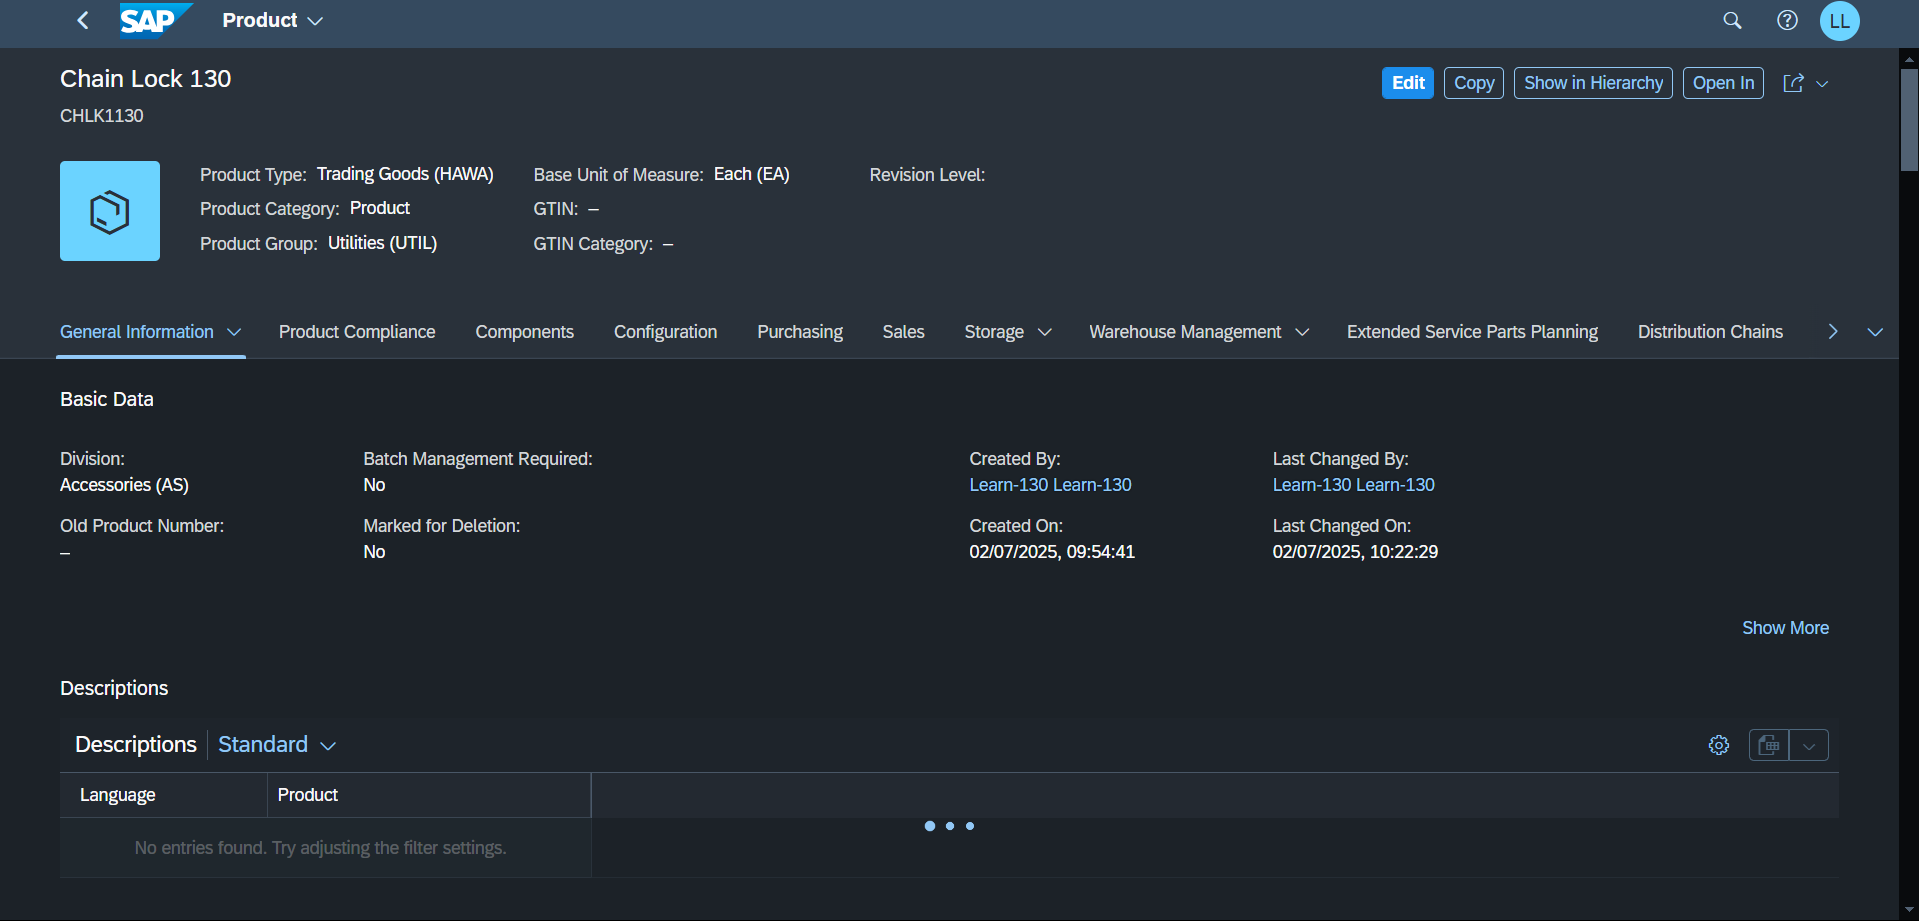 SAP Product
LL
Chain Lock 130
Edit Copy Show in Hierarchy Open In
CHLK1130
Product Type: Trading Goods (HAWA) Base Unit of Measure: Each (EA) Revision Level:
Product Category: Product GTIN: –
Product Group: Utilities (UTIL) GTIN Category: –
General Information Product Compliance Components Configuration Purchasing Sales Storage Warehouse Management Extended Service Parts Planning Distribution Chains
Basic Data
Division: Batch Management Required: Created By: Last Changed By:
Accessories (AS) No Learn-130 Learn-130 Learn-130 Learn-130
Old Product Number: Marked for Deletion: Created On: Last Changed On:
– No 02/07/2025, 09:54:41 02/07/2025, 10:22:29
Show More
Descriptions
Descriptions Standard
Language Product
No entries found. Try adjusting the filter settings.